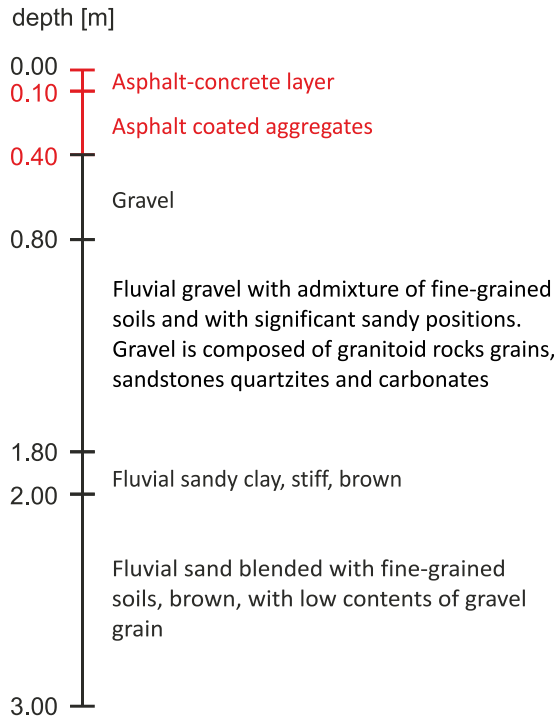 depth [m]
0.00
Asphalt-concrete layer
0.10
Asphalt coated aggregates
0.40
Gravel
0.80
Fluvial gravel with admixture of fine-grained
soils and with significant sandy positions.
Gravel is composed of granitoid rocks grains,
sandstones quartzites and carbonates
1.80
Fluvial sandy clay, stiff, brown
2.00
Fluvial sand blended with fine-grained
soils, brown, with low contents of gravel
grain
3.00